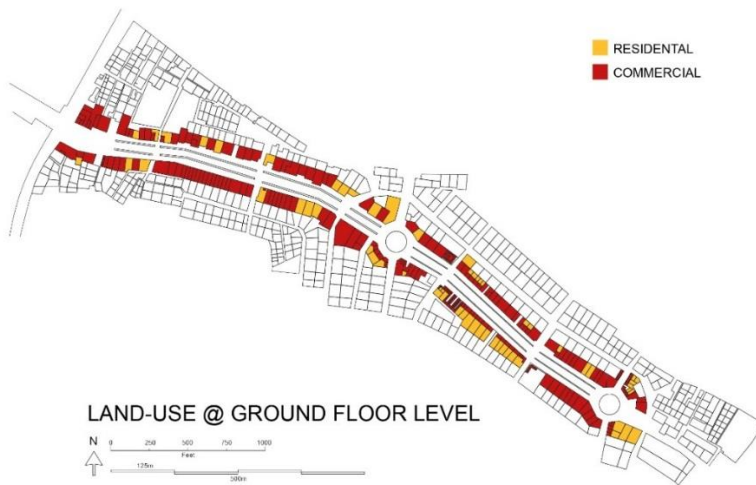 RESIDENTAL
COMMERCIAL
LAND-USE @ GROUND FLOOR LEVEL
N
0 250 500 750 1000
Feet
125m
500m